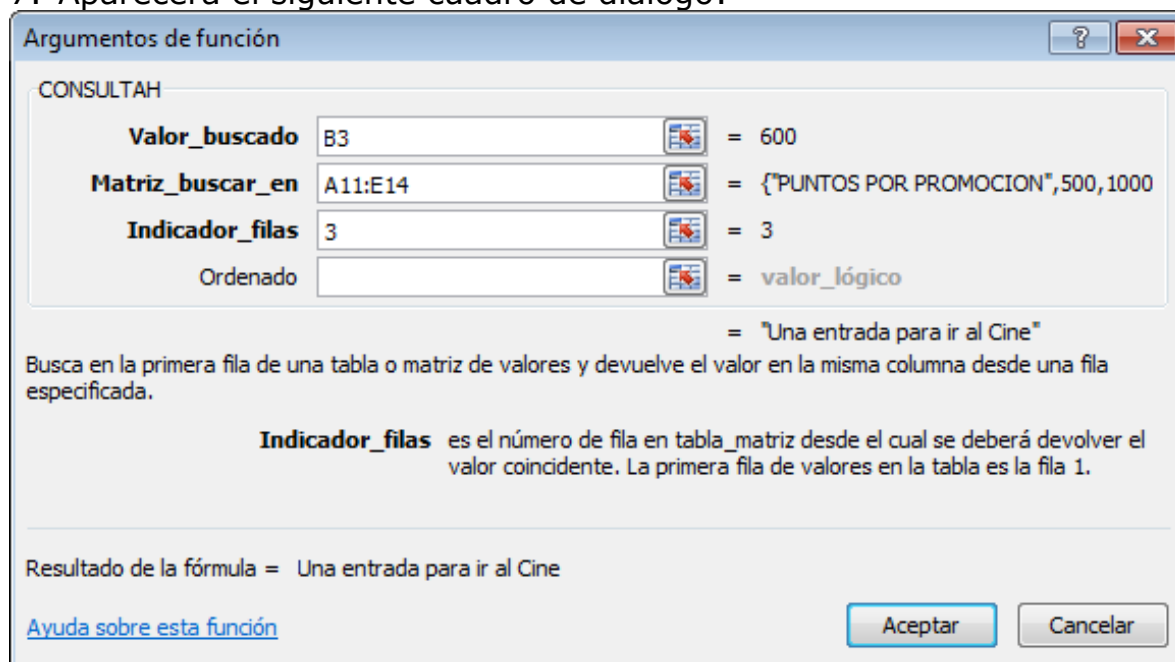 7. Aparecerá el siguiente cuadro de diálogo:
Argumentos de función
CONSULTAH
Valor_buscado B3 = 600
Matriz_buscar_en A11:E14 = {"PUNTOS POR PROMOCION",500,1000
Indicador_filas 3 = 3
Ordenado = valor_lógico
= "Una entrada para ir al Cine"
Busca en la primera fila de una tabla o matriz de valores y devuelve el valor en la misma columna desde una fila
especificada.
Indicador_filas es el número de fila en tabla_matriz desde el cual se deberá devolver el
valor coincidente. La primera fila de valores en la tabla es la fila 1.
Resultado de la fórmula = Una entrada para ir al Cine
Ayuda sobre esta función Aceptar Cancelar